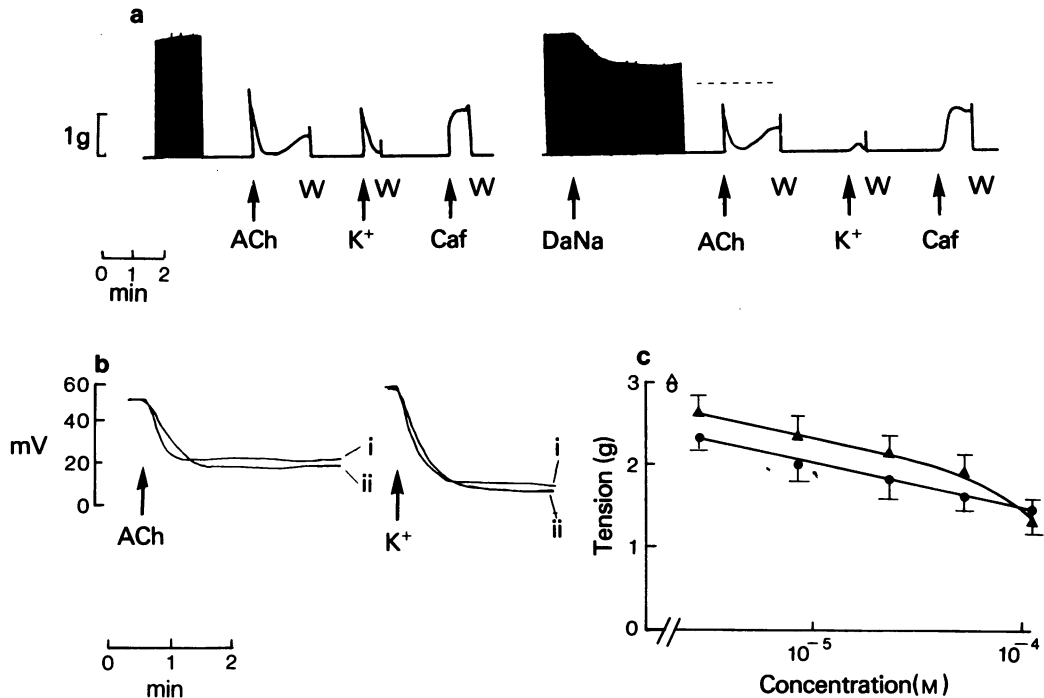 a
1g
W W W W W W
ACh K⁺ Caf DaNa ACh K⁺ Caf
0 1 2
min
b
60
40
mV
20
0
i
ii
i
ii
ACh
K⁺
0 1 2
min
c
3
2
1
0
Tension (g)
10⁻⁵ 10⁻⁴
Concentration(M)